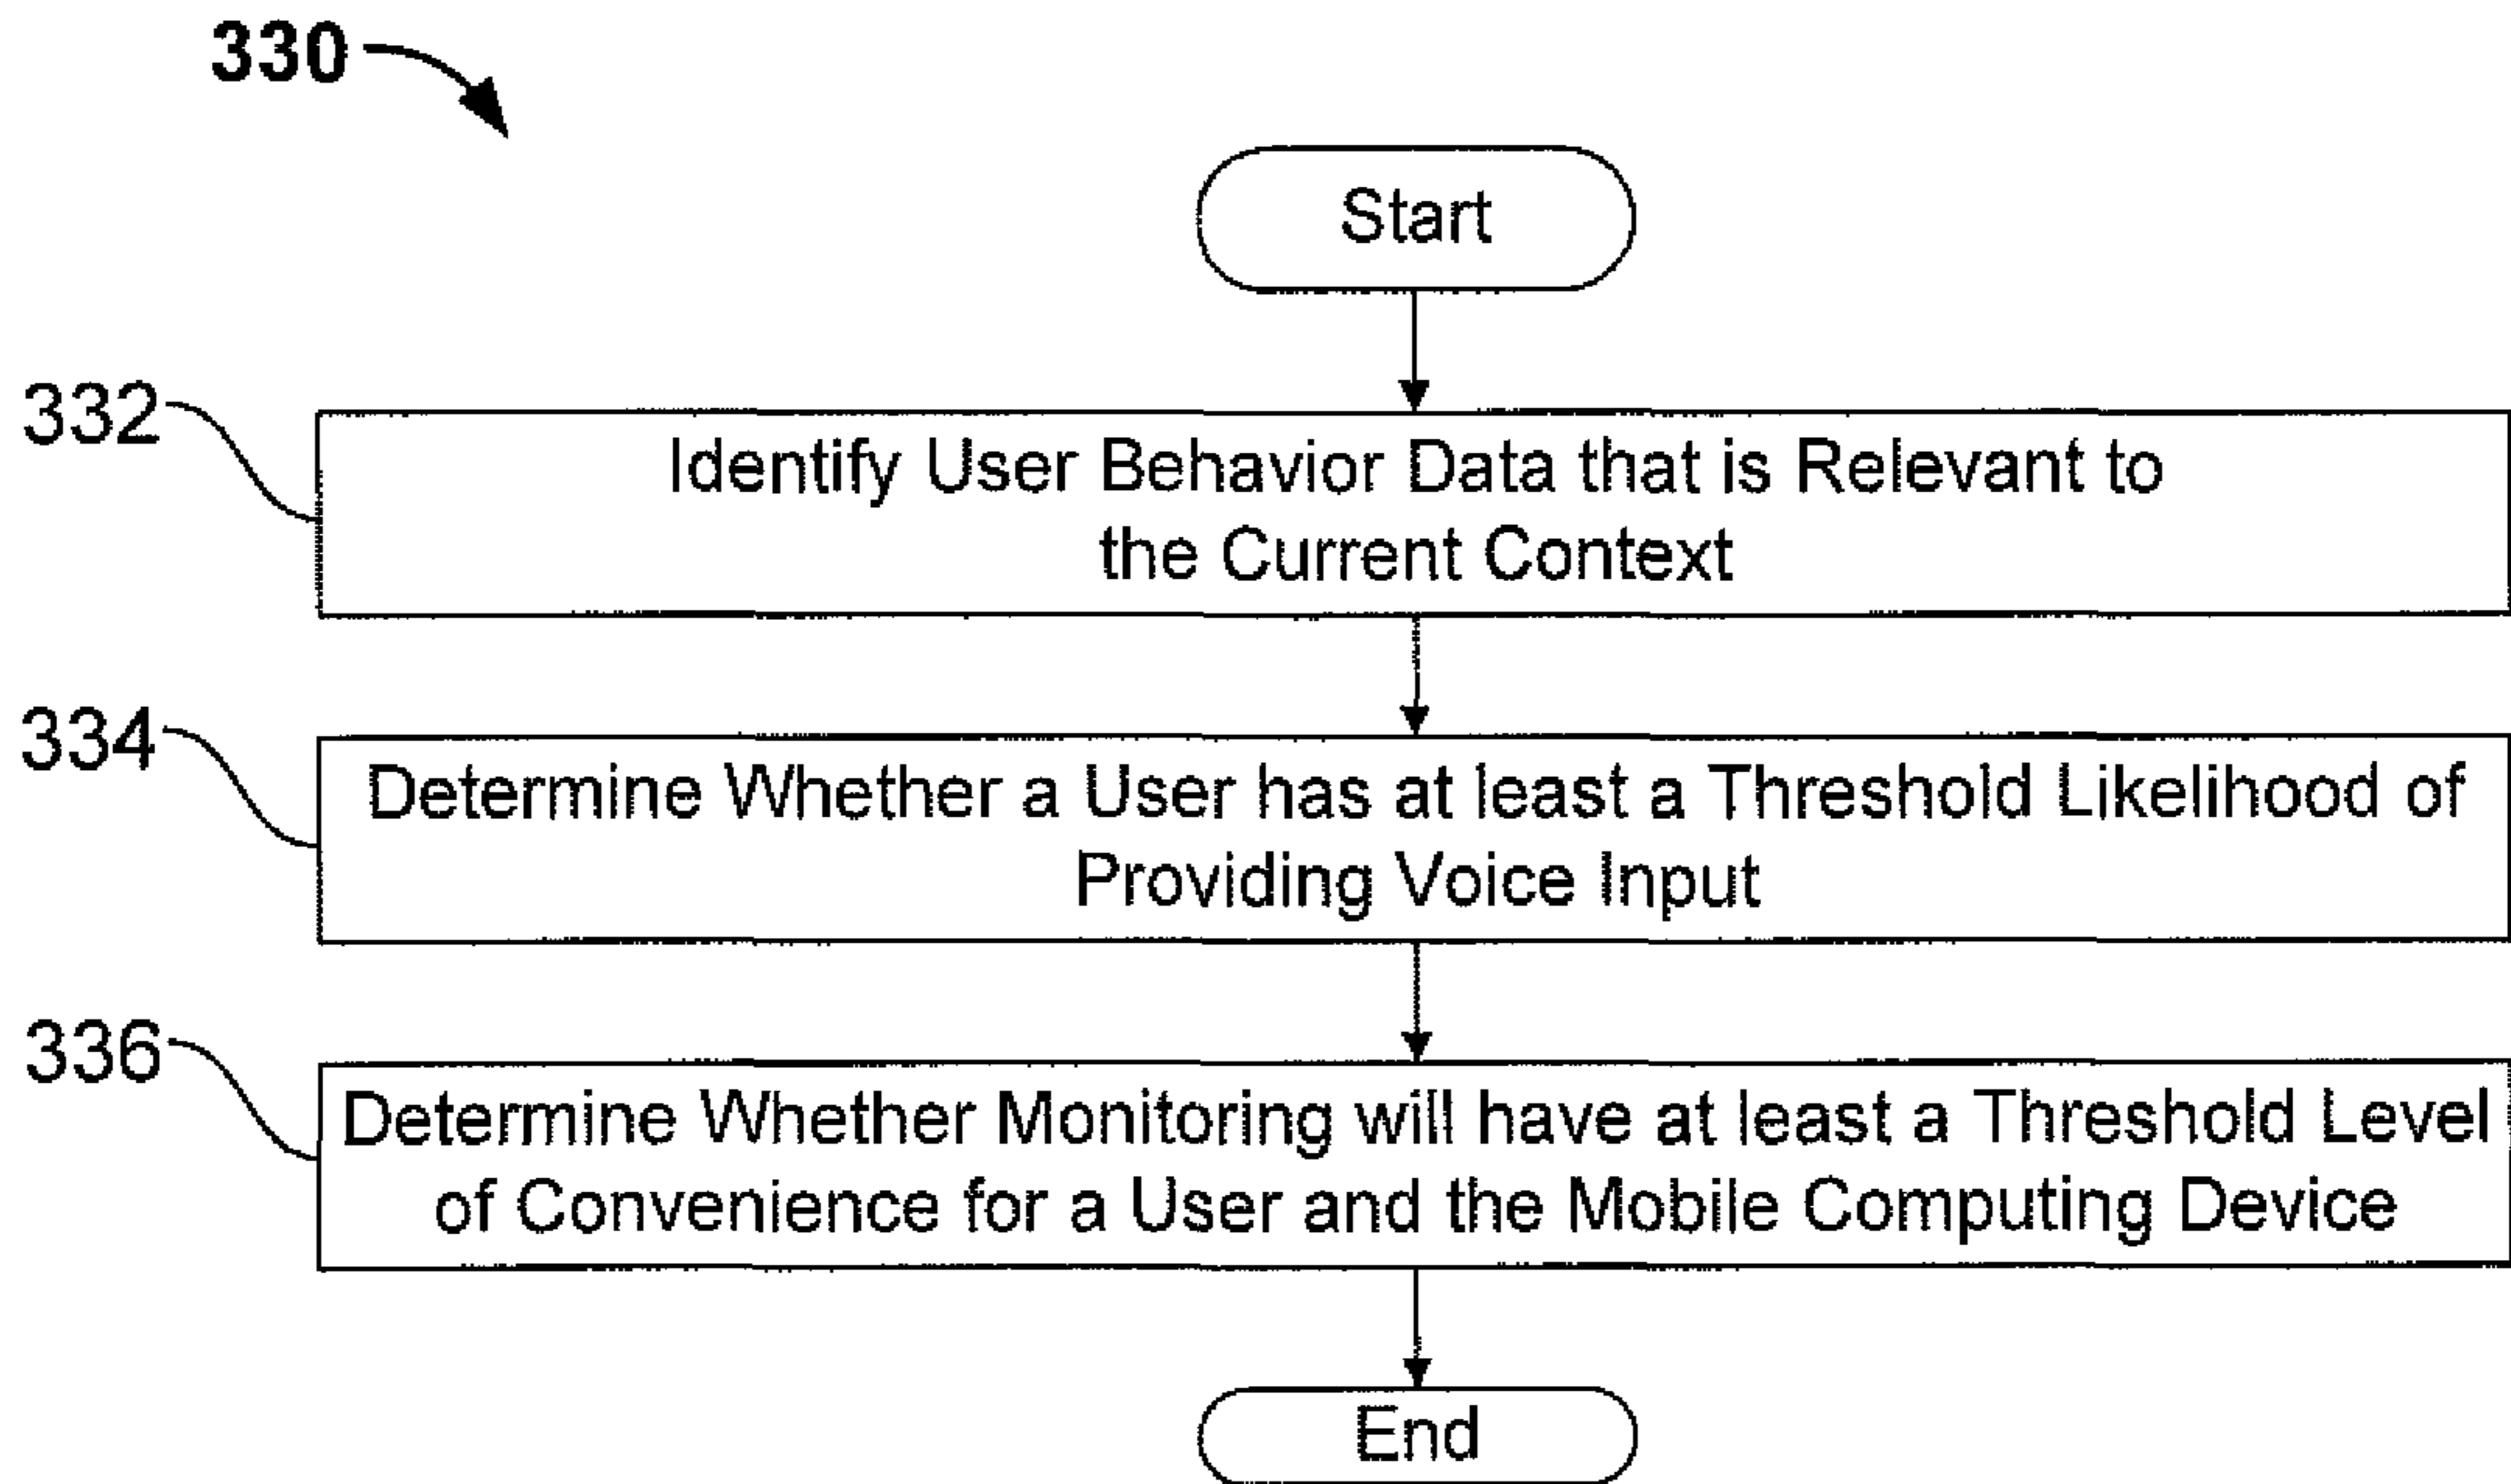 330
Start
332
Identify User Behavior Data that is Relevant to
the Current Context
334
Determine Whether a User has at least a Threshold Likelihood of
Providing Voice Input
336
Determine Whether Monitoring will have at least a Threshold Level
of Convenience for a User and the Mobile Computing Device
End